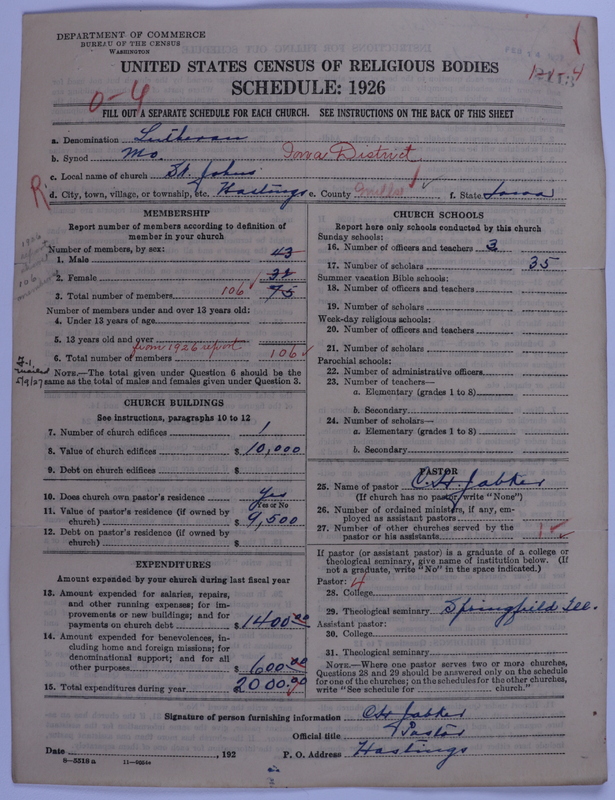 DEPARTMENT OF COMMERCE
BUREAU OF THE CENSUS
WASHINGTON
UNITED STATES CENSUS OF RELIGIOUS BODIES
SCHEDULE: 1926
0-4
FILL OUT A SEPARATE SCHEDULE FOR EACH CHURCH. SEE INSTRUCTIONS ON THE BACK OF THIS SHEET
a. Denomination Lutheran
b. Synod Mo. Iowa District
c. Local name of church St. Johns
R d. City, town, village, or township, etc. Hastings e. County Mills f. State Iowa
MEMBERSHIP
Report number of members according to definition of
member in your church
Number of members, by sex:
1. Male 43
2. Female 32
3. Total number of members 106 75
Number of members under and over 13 years old:
4. Under 13 years of age
5. 13 years old and over
from 1926 report
6. Total number of members 106
NOTE.—The total given under Question 6 should be the
same as the total of males and females given under Question 3.
1926
106
5/9/27
CHURCH BUILDINGS
See instructions, paragraphs 10 to 12
7. Number of church edifices 1
8. Value of church edifices $ 10,000
9. Debt on church edifices $
10. Does church own pastor's residence Yes
Yes or No
11. Value of pastor's residence (if owned by
church) $ 9,500
12. Debt on pastor's residence (if owned by
church) $
EXPENDITURES
Amount expended by your church during last fiscal year
13. Amount expended for salaries, repairs,
and other running expenses; for im-
provements or new buildings; and for
payments on church debt $ 1400.00
14. Amount expended for benevolences, in-
cluding home and foreign missions; for
denominational support; and for all
other purposes $ 600.00
15. Total expenditures during year $ 2000.00
CHURCH SCHOOLS
Report here only schools conducted by this church
Sunday schools:
16. Number of officers and teachers 3
17. Number of scholars 35
Summer vacation Bible schools:
18. Number of officers and teachers
19. Number of scholars
Week-day religious schools:
20. Number of officers and teachers
21. Number of scholars
Parochial schools:
22. Number of administrative officers
23. Number of teachers—
a. Elementary (grades 1 to 8)
b. Secondary
24. Number of scholars—
a. Elementary (grades 1 to 8)
b. Secondary
PASTOR
25. Name of pastor C. H. Jabker
(If church has no pastor, write "None")
26. Number of ordained ministers, if any, em-
ployed as assistant pastors
27. Number of other churches served by the
pastor or his assistants 1
If pastor (or assistant pastor) is a graduate of a college or
theological seminary, give name of institution below. (If
not a graduate, write "No" in the space indicated.)
Pastor: 4
28. College
29. Theological seminary Springfield Ill.
Assistant pastor:
30. College
31. Theological seminary
NOTE.—Where one pastor serves two or more churches,
Questions 28 and 29 should be answered only on the schedule
for one of the churches; on the schedules for the other churches,
write "See schedule for church."
Signature of person furnishing information CH Jabker
Official title Pastor
Date , 192 P. O. Address Hastings
8-5518 a